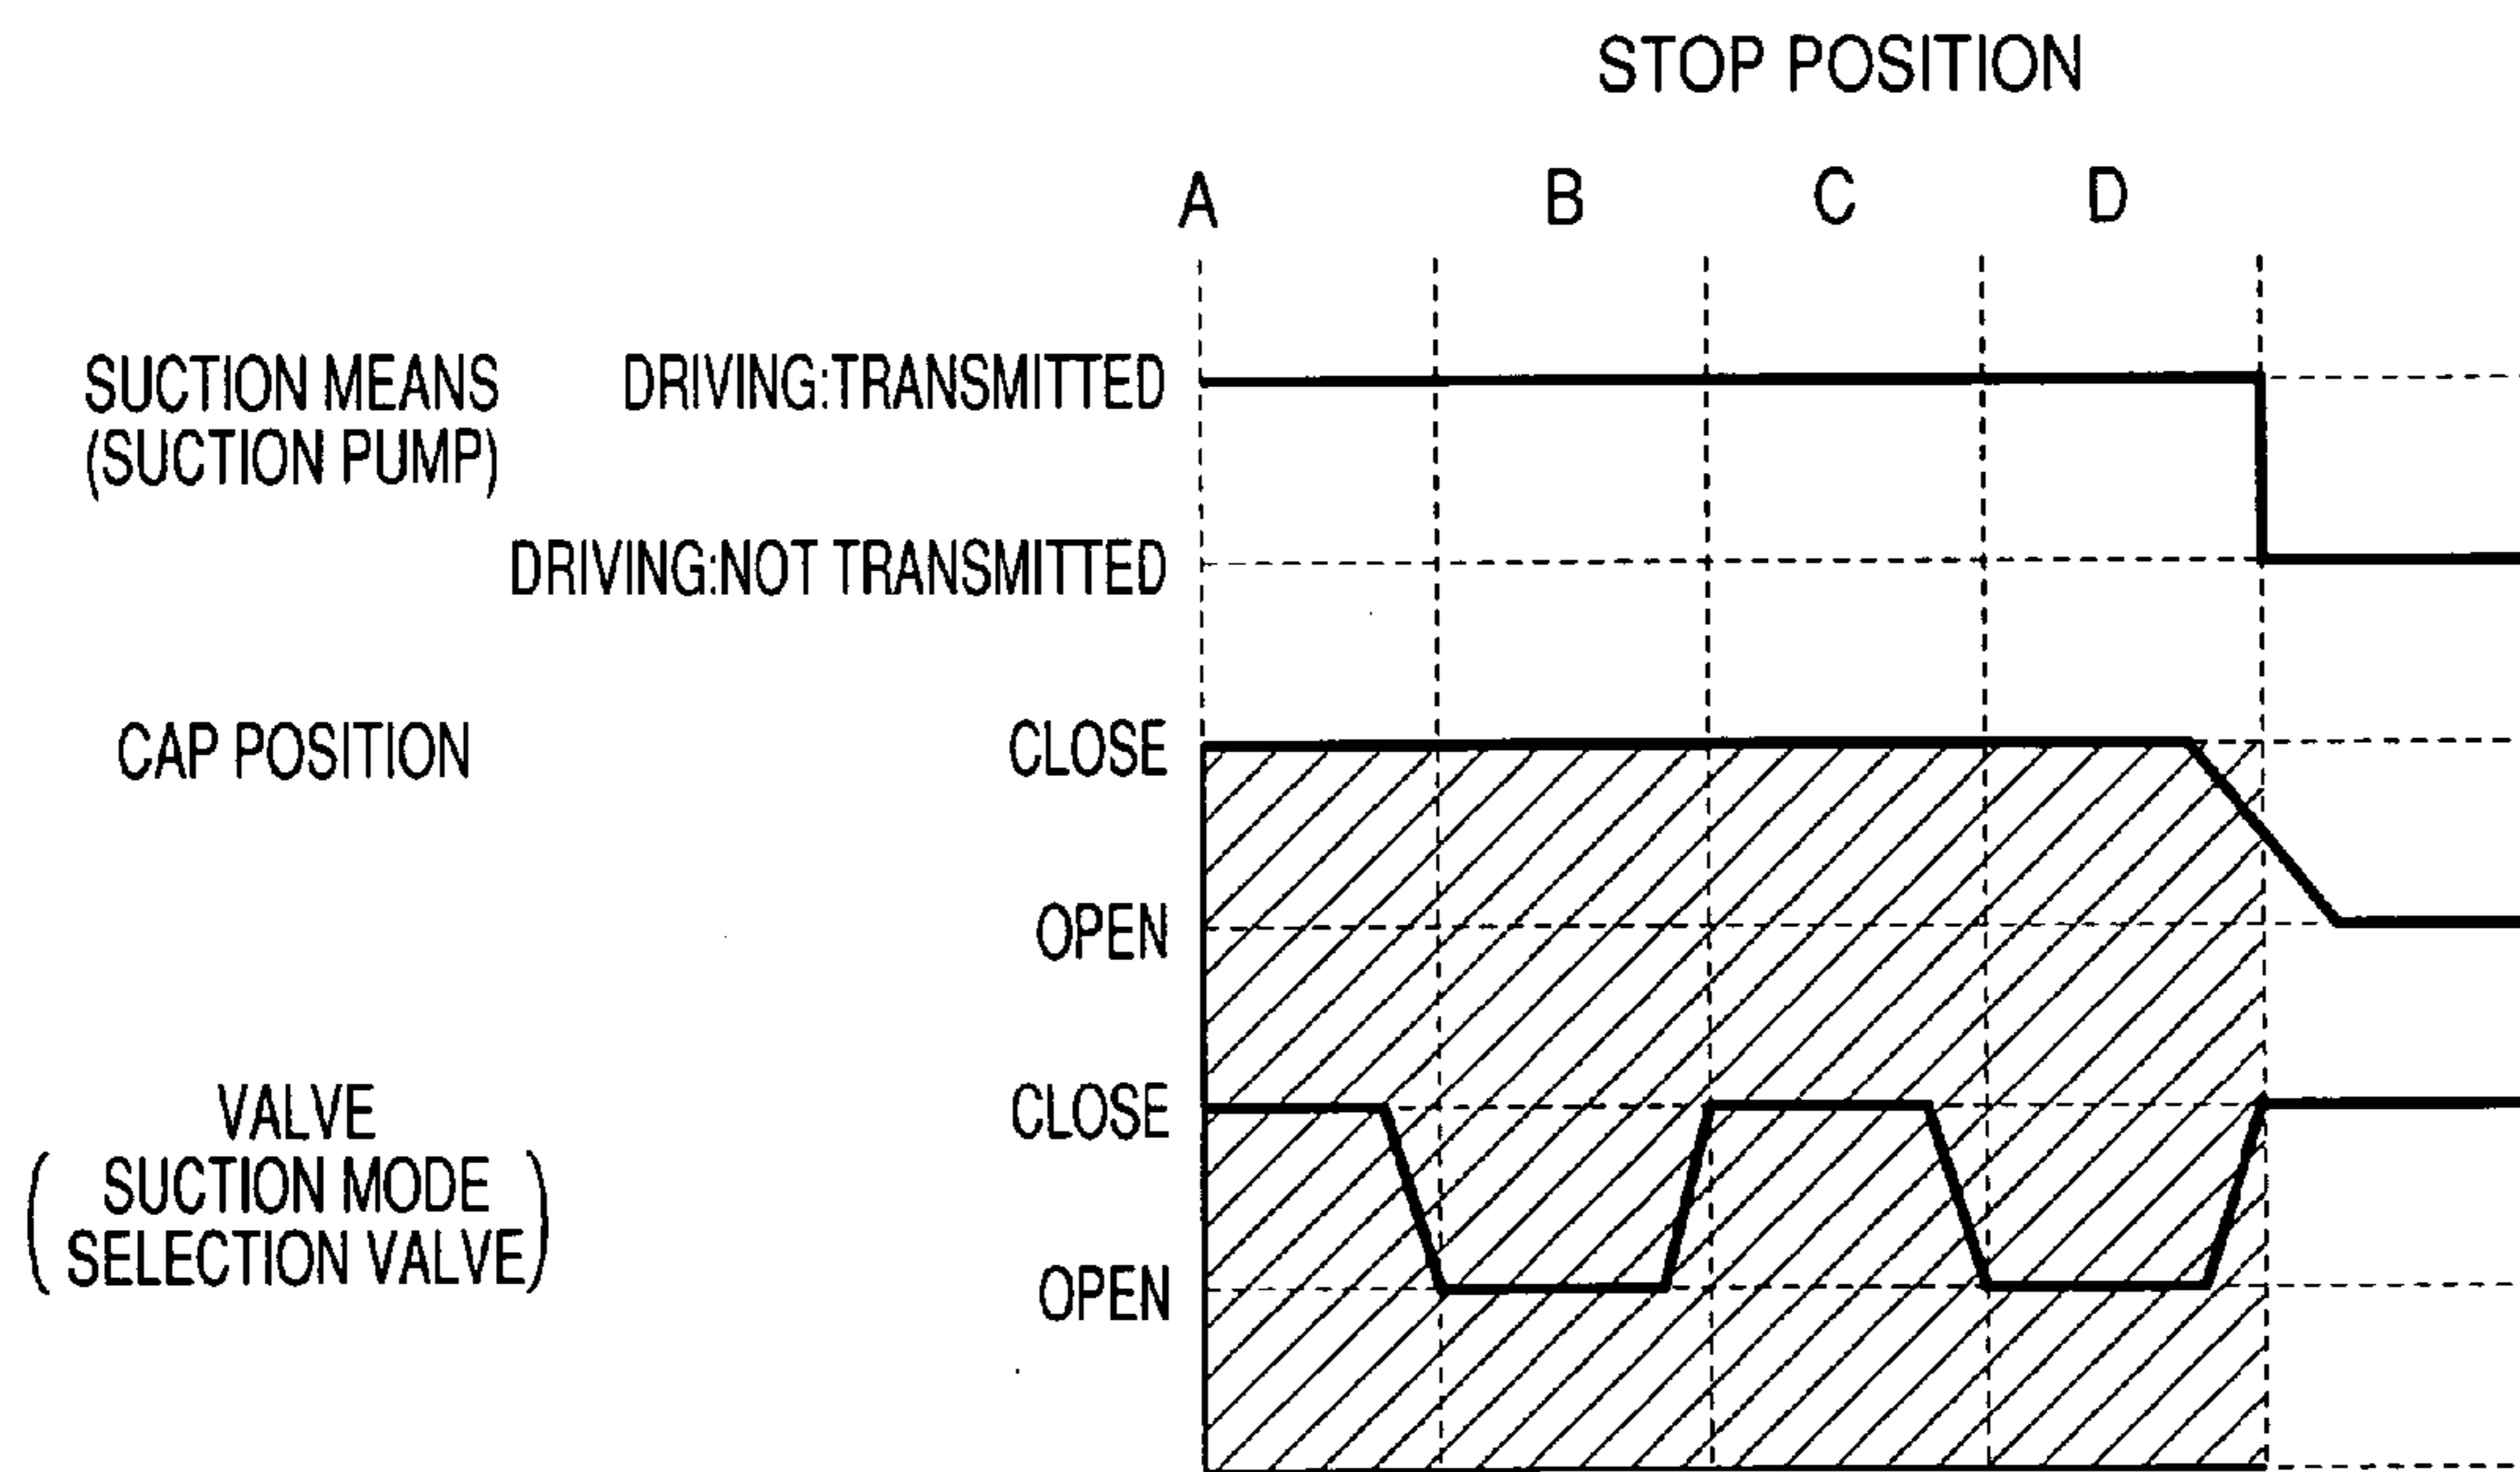 STOP POSITION
A B C D
SUCTION MEANS
(SUCTION PUMP)
DRIVING:TRANSMITTED
DRIVING:NOT TRANSMITTED
CAP POSITION
CLOSE
OPEN
VALVE
(SUCTION MODE
SELECTION VALVE)
CLOSE
OPEN